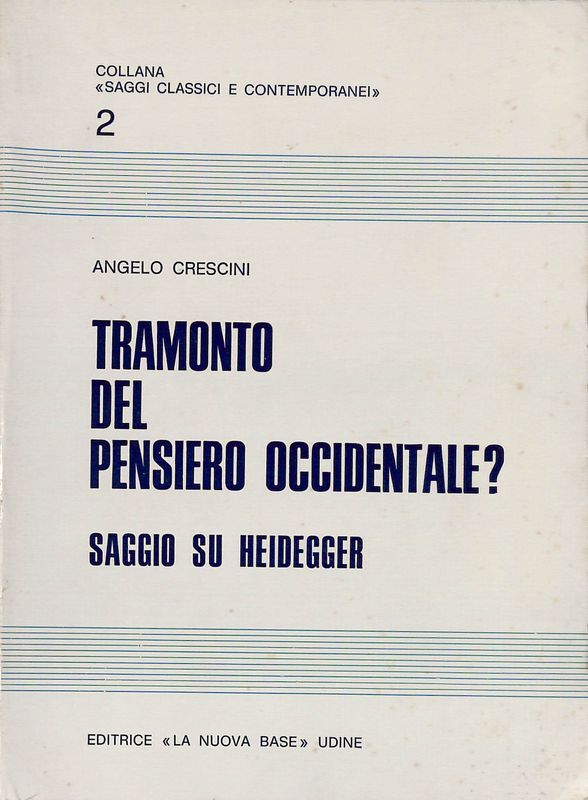 COLLANA
«SAGGI CLASSICI E CONTEMPORANEI»
2
ANGELO CRESCINI
TRAMONTO
DEL
PENSIERO OCCIDENTALE?
SAGGIO SU HEIDEGGER
EDITRICE «LA NUOVA BASE» UDINE